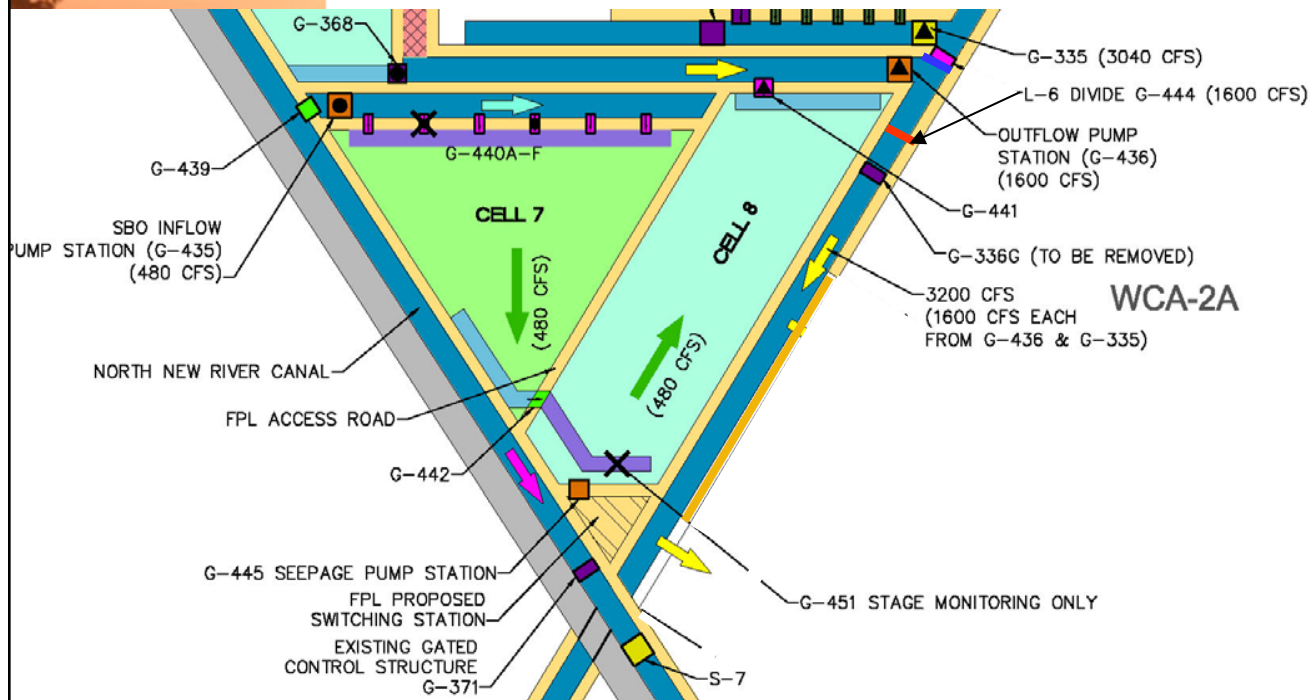 G-368
G-335 (3040 CFS)
L-6 DIVIDE G-444 (1600 CFS)
OUTFLOW PUMP
STATION (G-436)
(1600 CFS)
G-439
G-440A-F
G-441
SBO INFLOW
PUMP STATION (G-435)
(480 CFS)
CELL 7
CELL 8
G-336G (TO BE REMOVED)
(480 CFS)
3200 CFS
(1600 CFS EACH
FROM G-436 & G-335)
WCA-2A
NORTH NEW RIVER CANAL
(480 CFS)
FPL ACCESS ROAD
G-442
G-445 SEEPAGE PUMP STATION
FPL PROPOSED
SWITCHING STATION
G-451 STAGE MONITORING ONLY
EXISTING GATED
CONTROL STRUCTURE
G-371
S-7